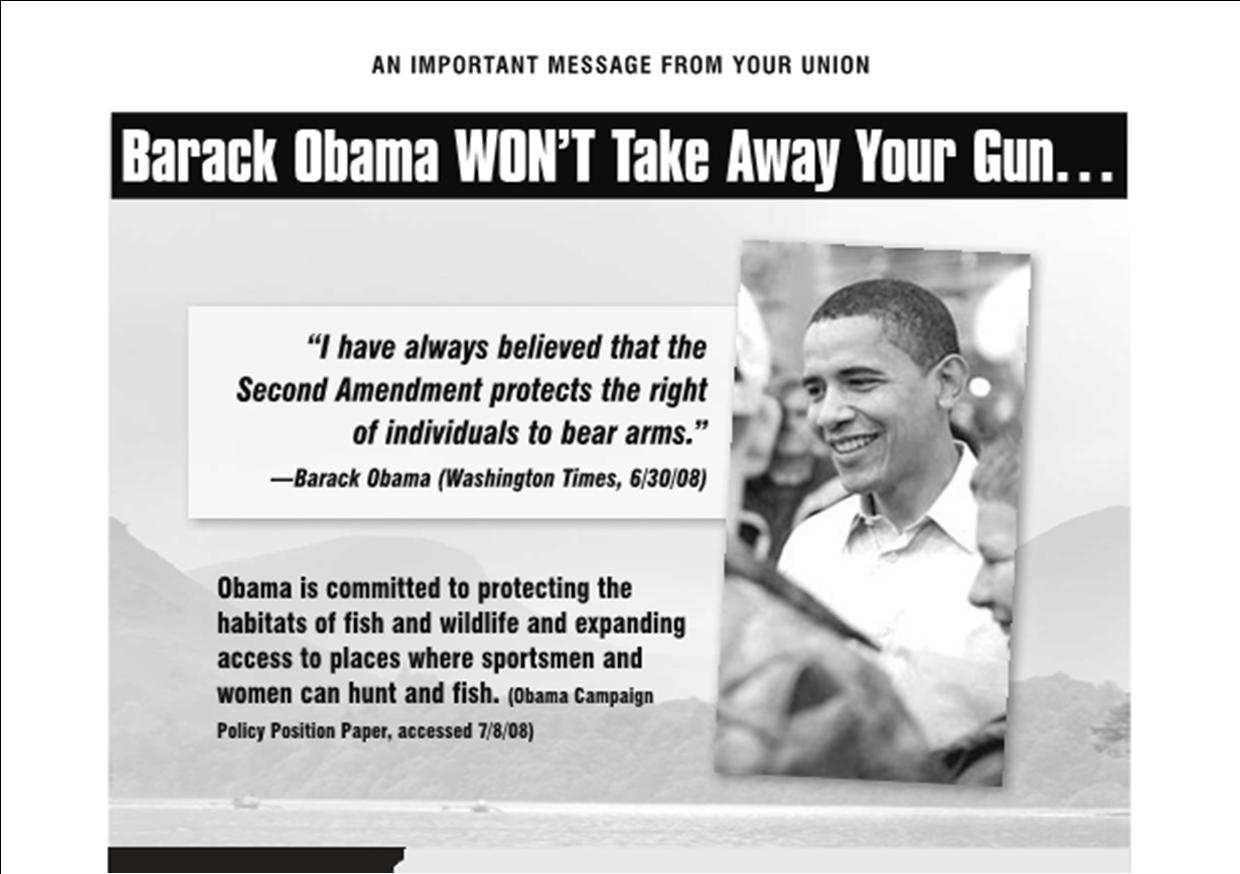 AN IMPORTANT MESSAGE FROM YOUR UNION
Barack Obama WON’T Take Away Your Gun...
“I have always believed that the
Second Amendment protects the right
of individuals to bear arms.”
—Barack Obama (Washington Times, 6/30/08)
Obama is committed to protecting the
habitats of fish and wildlife and expanding
access to places where sportsmen and
women can hunt and fish. (Obama Campaign
Policy Position Paper, accessed 7/8/08)